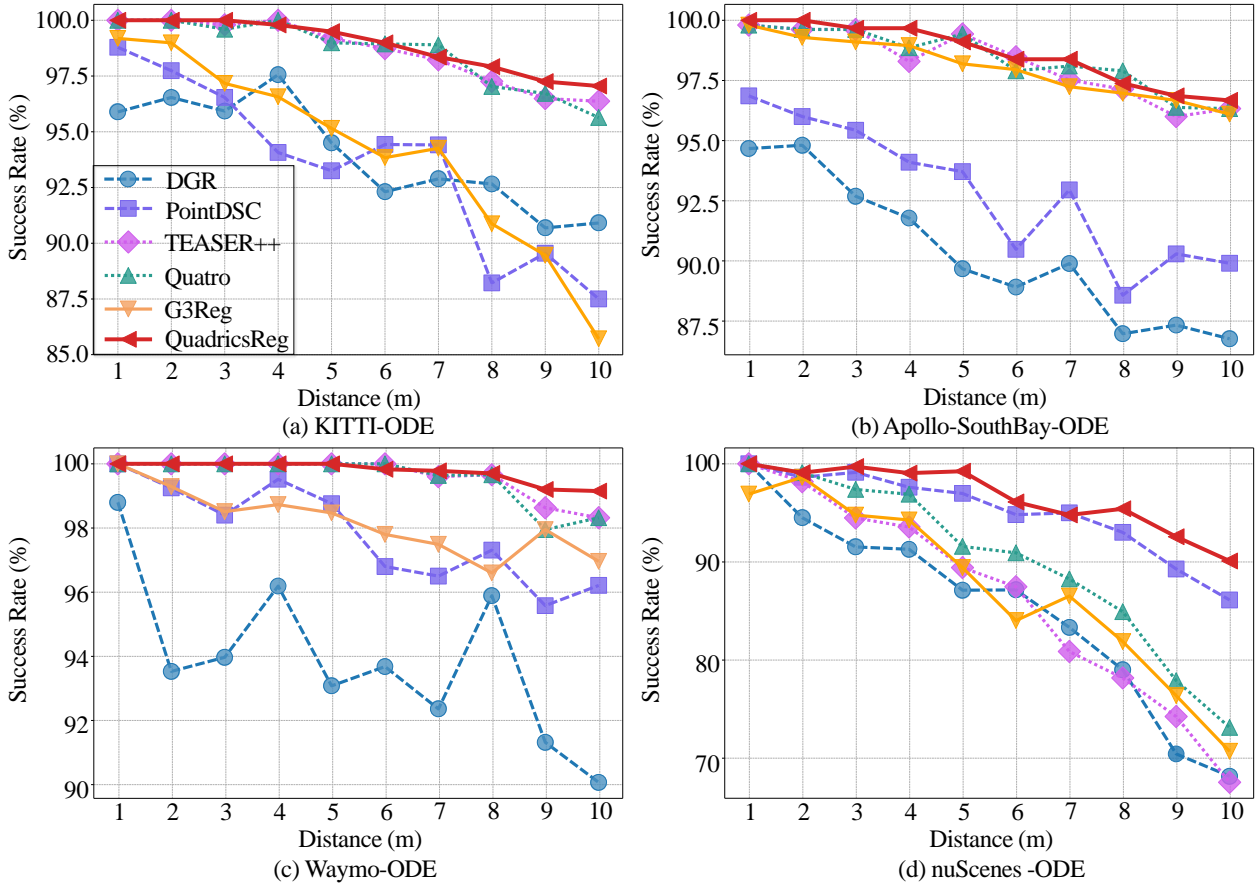 100.0
97.5
95.0
92.5
90.0
87.5
85.0
Success Rate (%)
DGR
PointDSC
TEASER++
Quatro
G3Reg
QuadricsReg
1 2 3 4 5 6 7 8 9 10
Distance (m)
(a) KITTI-ODE
100.0
97.5
95.0
92.5
90.0
87.5
Success Rate (%)
1 2 3 4 5 6 7 8 9 10
Distance (m)
(b) Apollo-SouthBay-ODE
100
98
96
94
92
90
Success Rate (%)
1 2 3 4 5 6 7 8 9 10
Distance (m)
(c) Waymo-ODE
100
90
80
70
Success Rate (%)
1 2 3 4 5 6 7 8 9 10
Distance (m)
(d) nuScenes -ODE